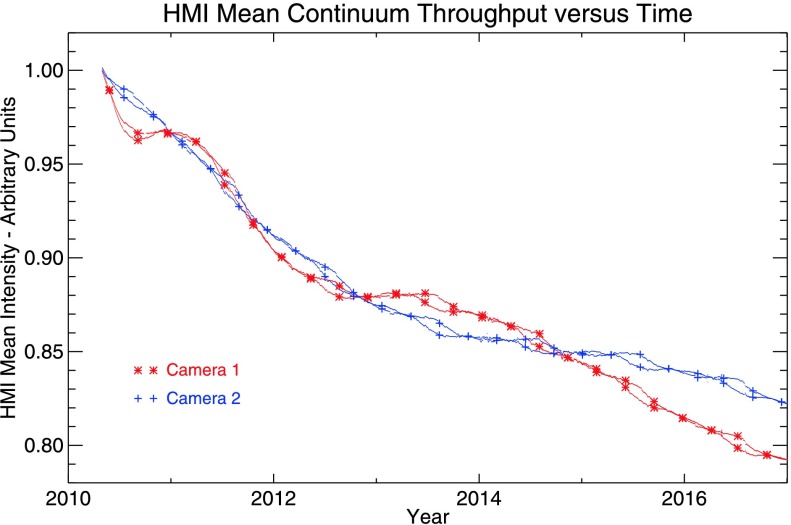 HMI Mean Continuum Throughput versus Time
HMI Mean Intensity - Arbitrary Units
1.00
0.95
0.90
0.85
0.80
Camera 1
Camera 2
2010
2012
2014
2016
Year